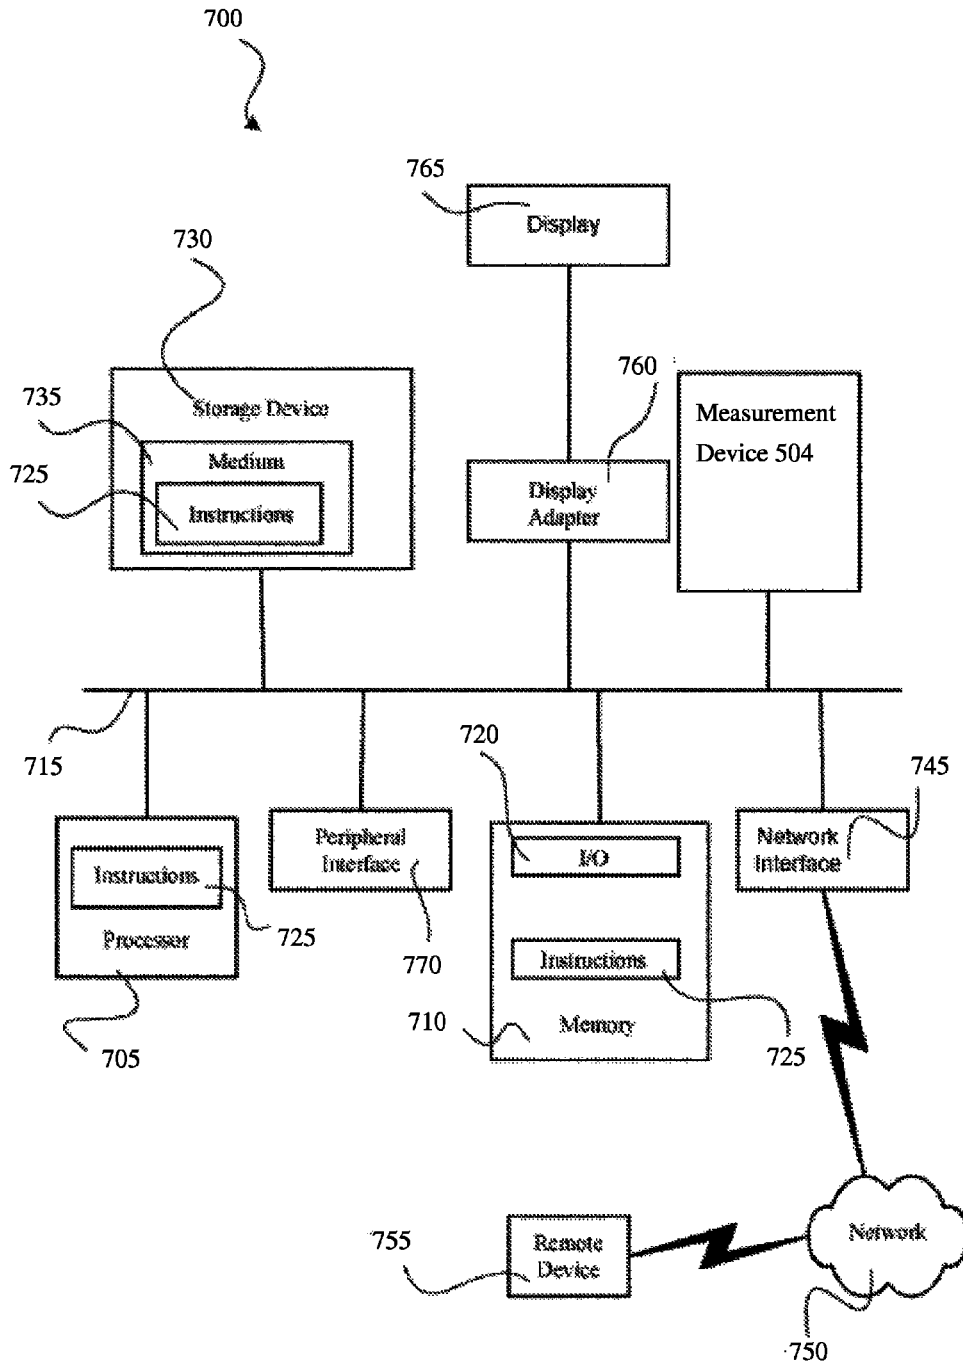 700
765
Display
730
760
Storage Device
735
Medium
725
Instructions
Measurement
Device 504
Display
Adapter
715
720
745
Instructions
Processor
725
705
Peripheral
Interface
770
I/O
Instructions
710
Memory
725
Network
Interface
755
Remote
Device
Network
750